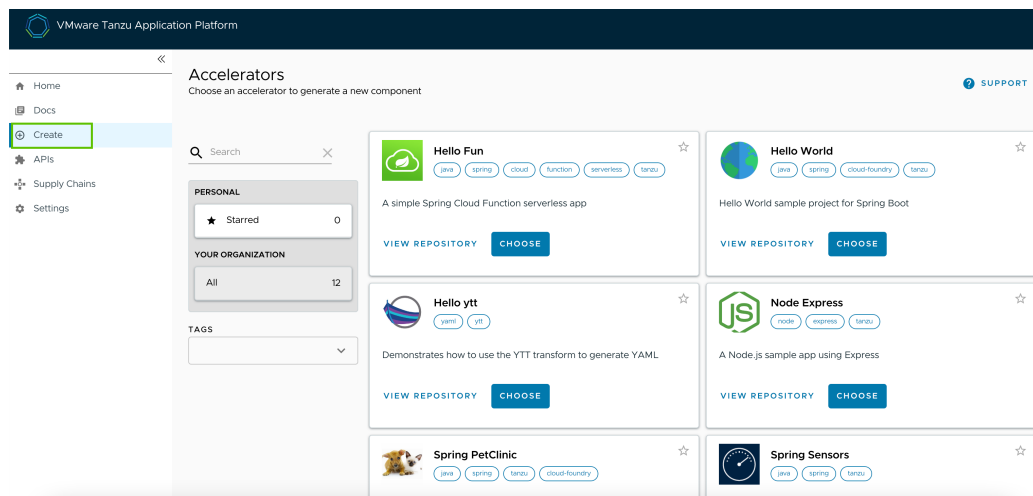 VMware Tanzu Application Platform
Home
Docs
Create
APIs
Supply Chains
Settings
Accelerators
Choose an accelerator to generate a new component
SUPPORT
Search
PERSONAL
Starred 0
YOUR ORGANIZATION
All 12
TAGS
Hello Fun
java spring cloud function serverless tanzu
A simple Spring Cloud Function serverless app
VIEW REPOSITORY CHOOSE
Hello World
java spring cloud-foundry tanzu
Hello World sample project for Spring Boot
VIEW REPOSITORY CHOOSE
Hello ytt
yaml ytt
Demonstrates how to use the YTT transform to generate YAML
VIEW REPOSITORY CHOOSE
JS
Node Express
node express tanzu
A Node.js sample app using Express
VIEW REPOSITORY CHOOSE
Spring PetClinic
java spring tanzu cloud-foundry
Spring Sensors
java spring tanzu